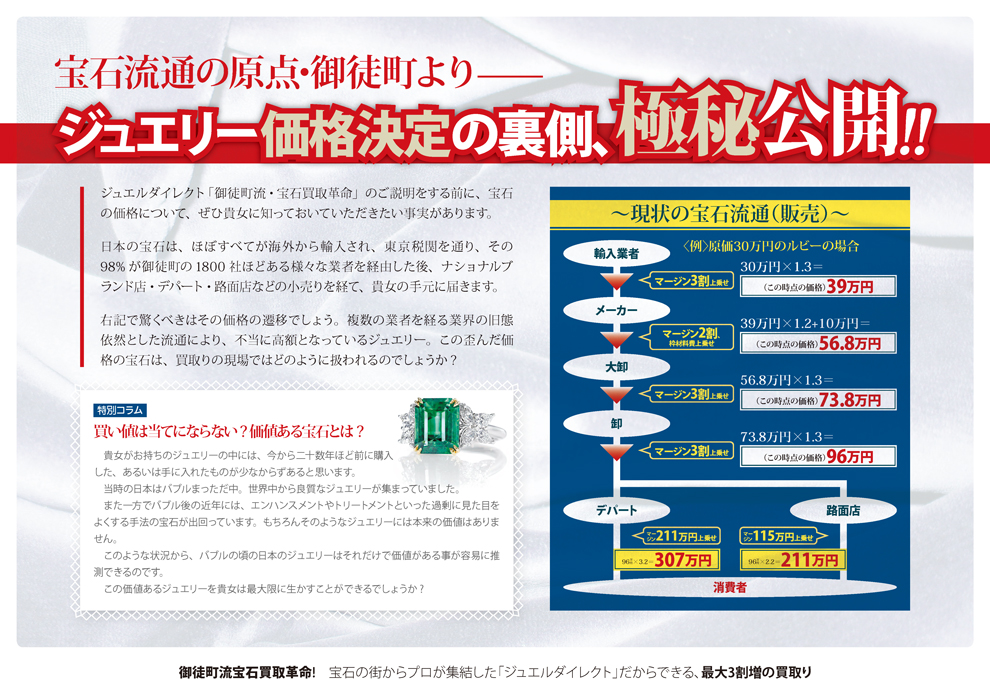 宝石流通の原点・御徒町より――
ジュエリー価格決定の裏側、極秘公開!!
ジュエルダイレクト「御徒町流・宝石買取革命」のご説明をする前に、宝石
の価格について、ぜひ貴女に知っておいていただきたい事実があります。
日本の宝石は、ほぼすべてが海外から輸入され、東京税関を通り、その
98%が御徒町の1800社ほどある様々な業者を経由した後、ナショナルブ
ランド店・デパート・路面店などの小売りを経て、貴女の手元に届きます。
右記で驚くべきはその価格の遷移でしょう。複数の業者を経る業界の旧態
依然とした流通により、不当に高額となっているジュエリー。この歪んだ価
格の宝石は、買取りの現場ではどのように扱われるのでしょうか？
特別コラム
買い値は当てにならない？価値ある宝石とは？
貴女がお持ちのジュエリーの中には、今から二十数年ほど前に購入
した、あるいは手に入れたものが少なからずあると思います。
当時の日本はバブルまっただ中。世界中から良質なジュエリーが集まっていました。
また一方でバブル後の近年には、エンハンスメントやトリートメントといった過剰に見た目を
よくする手法の宝石が出回っています。もちろんそのようなジュエリーには本来の価値はありま
せん。
このような状況から、バブルの頃の日本のジュエリーはそれだけで価値がある事が容易に推
測できるのです。
この価値あるジュエリーを貴女は最大限に生かすことができるでしょうか？
～現状の宝石流通（販売）～
〈例〉原価30万円のルビーの場合
輸入業者
マージン3割上乗せ
30万円×1.3＝
（この時点の価格）39万円
メーカー
マージン2割、
枠材料費上乗せ
39万円×1.2+10万円＝
（この時点の価格）56.8万円
大卸
マージン3割上乗せ
56.8万円×1.3＝
（この時点の価格）73.8万円
卸
マージン3割上乗せ
73.8万円×1.3＝
（この時点の価格）96万円
デパート
路面店
マージン211万円上乗せ
マージン115万円上乗せ
96万円×3.2＝307万円
96万円×2.2＝211万円
消費者
御徒町流宝石買取革命! 宝石の街からプロが集結した「ジュエルダイレクト」だからできる、最大3割増の買取り